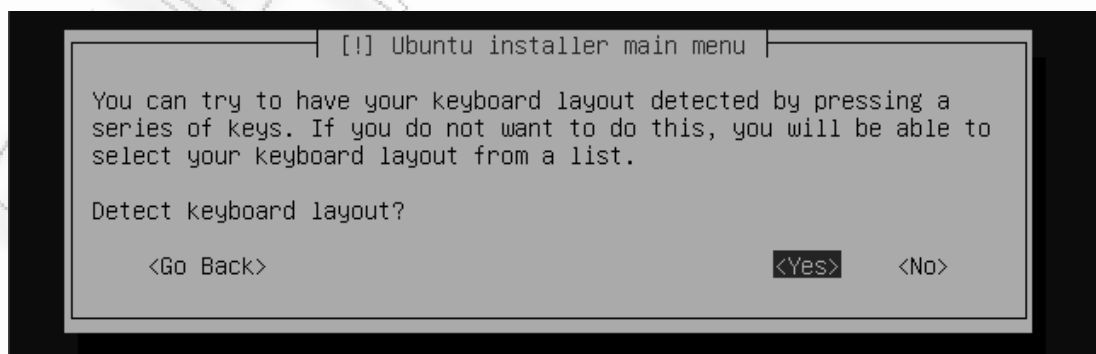 [!] Ubuntu installer main menu
You can try to have your keyboard layout detected by pressing a
series of keys. If you do not want to do this, you will be able to
select your keyboard layout from a list.
Detect keyboard layout?
<Go Back> <Yes> <No>